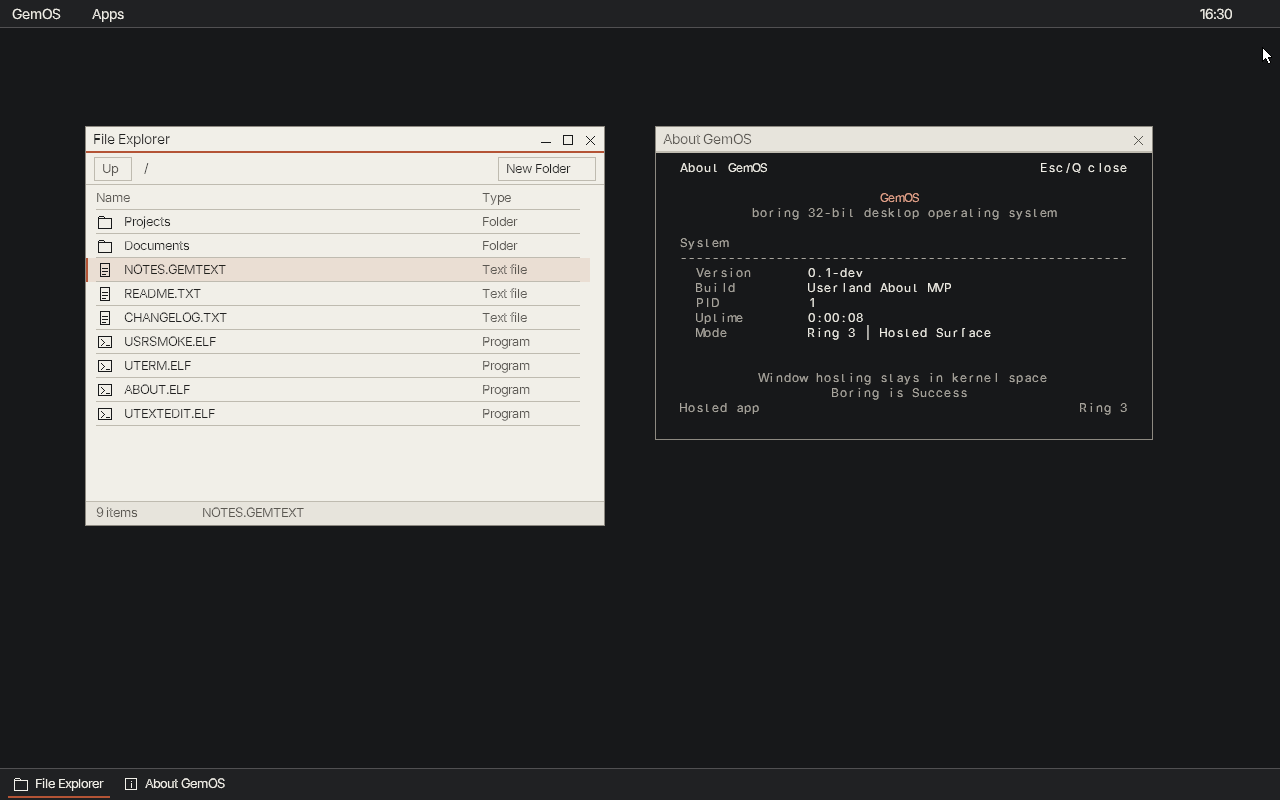 GemOS Apps 16:30
File Explorer
Up / New Folder
Name Type
Projects Folder
Documents Folder
NOTES.GEMTEXT Text file
README.TXT Text file
CHANGELOG.TXT Text file
USRSMOKE.ELF Program
UTERM.ELF Program
ABOUT.ELF Program
UTEXTEDIT.ELF Program
9 items NOTES.GEMTEXT
About GemOS
About GemOS Esc/Q close
GemOS
boring 32-bit desktop operating system
System
--------------------------------------------------------
Version 0.1-dev
Build Userland About MVP
PID 1
Uptime 0:00:08
Mode Ring 3 | Hosted Surface
Window hosting stays in kernel space
Boring is Success
Hosted app Ring 3
File Explorer About GemOS